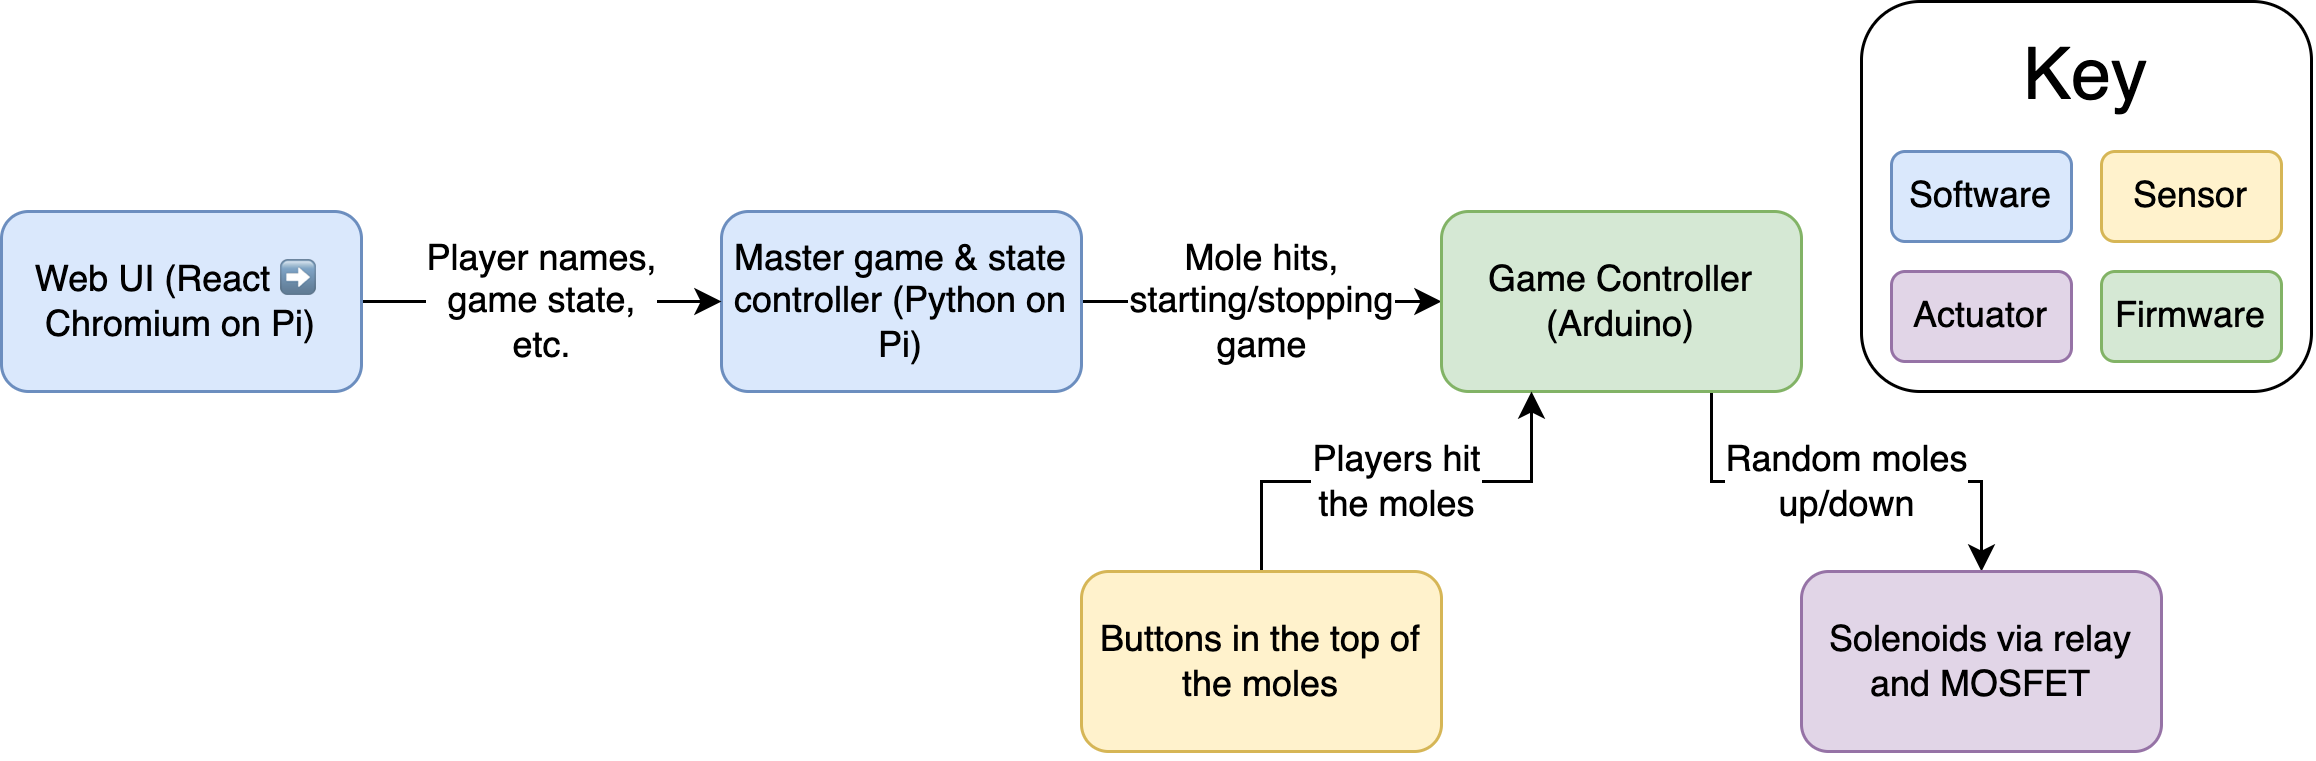 Key
Software
Sensor
Actuator
Firmware
Web UI (React ➡️
Chromium on Pi)
Player names,
game state,
etc.
Master game & state
controller (Python on
Pi)
Mole hits,
starting/stopping
game
Game Controller
(Arduino)
Players hit
the moles
Random moles
up/down
Buttons in the top of
the moles
Solenoids via relay
and MOSFET